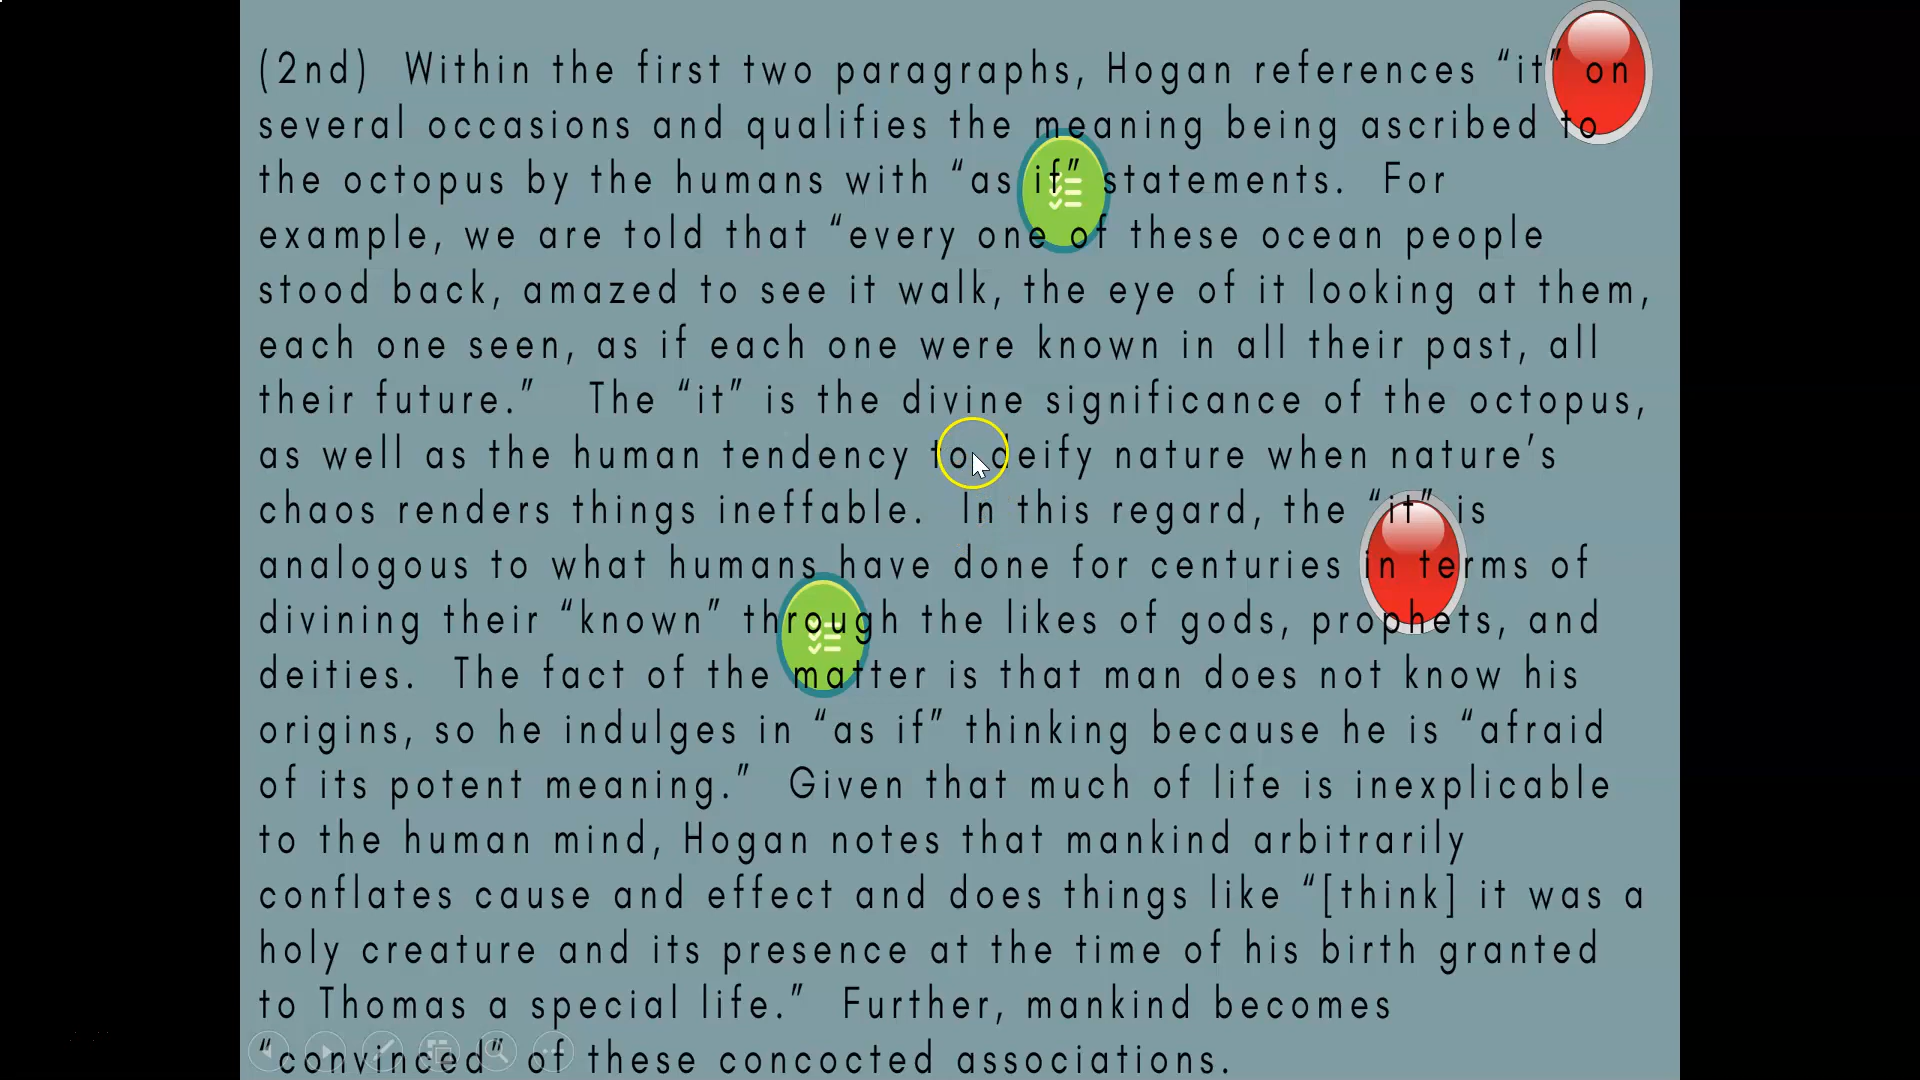 (2nd) Within the first two paragraphs, Hogan references “it” on
several occasions and qualifies the meaning being ascribed to
the octopus by the humans with “as if” statements. For
example, we are told that “every one of these ocean people
stood back, amazed to see it walk, the eye of it looking at them,
each one seen, as if each one were known in all their past, all
their future.” The “it” is the divine significance of the octopus,
as well as the human tendency to deify nature when nature’s
chaos renders things ineffable. In this regard, the “it” is
analogous to what humans have done for centuries in terms of
divining their “known” through the likes of gods, prophets, and
deities. The fact of the matter is that man does not know his
origins, so he indulges in “as if” thinking because he is “afraid
of its potent meaning.” Given that much of life is inexplicable
to the human mind, Hogan notes that mankind arbitrarily
conflates cause and effect and does things like “[think] it was a
holy creature and its presence at the time of his birth granted
to Thomas a special life.” Further, mankind becomes
“convinced” of these concocted associations.